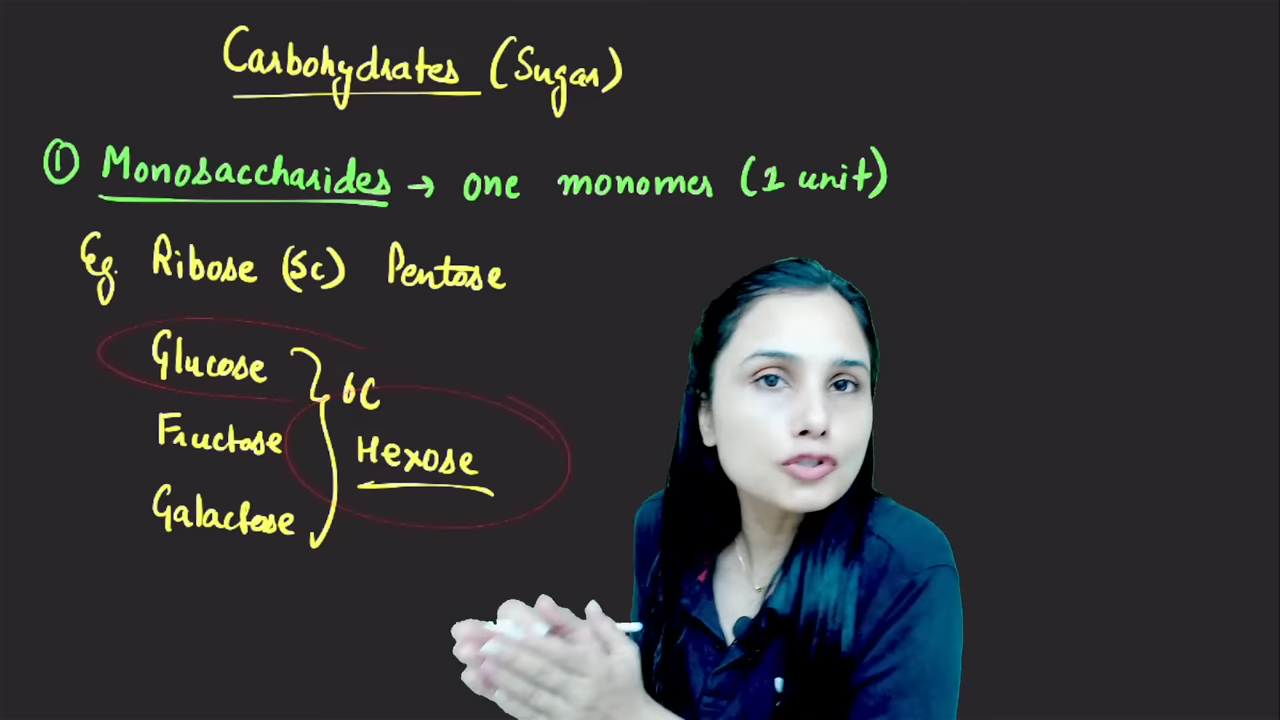 Carbohydrates (Sugar)
① Monosaccharides → one monomer (1 unit)
Eg. Ribose (5C) Pentose
Glucose
6C
Fructose
Hexose
Galactose